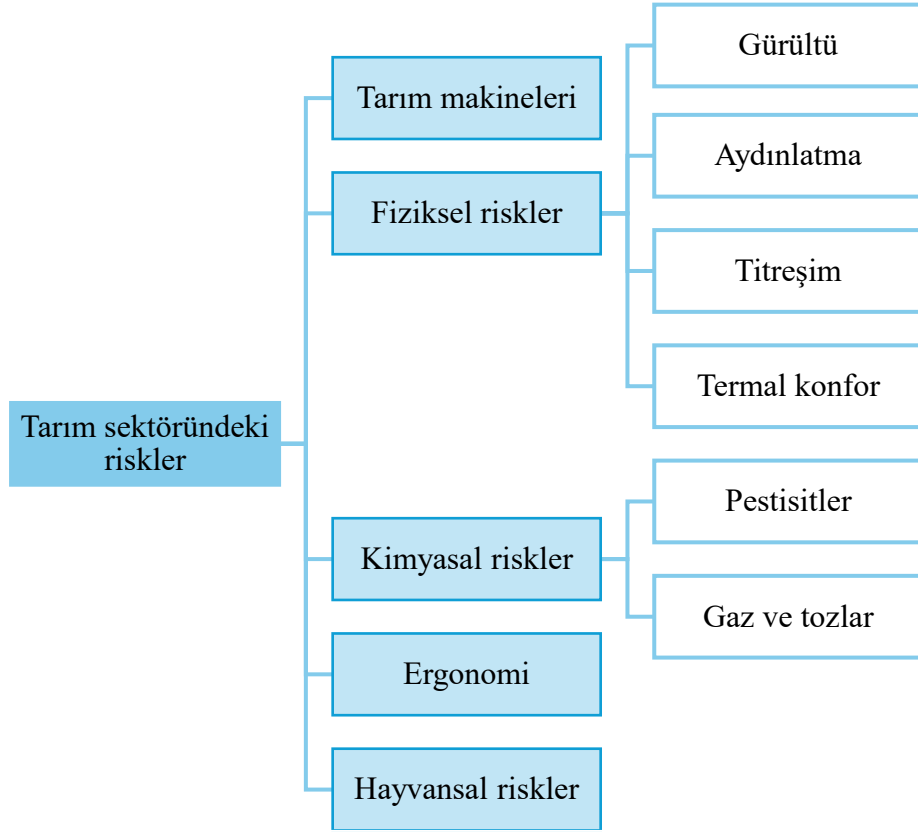 Tarım sektöründeki
riskler
Tarım makineleri
Fiziksel riskler
Gürültü
Aydınlatma
Titreşim
Termal konfor
Kimyasal riskler
Pestisitler
Gaz ve tozlar
Ergonomi
Hayvansal riskler